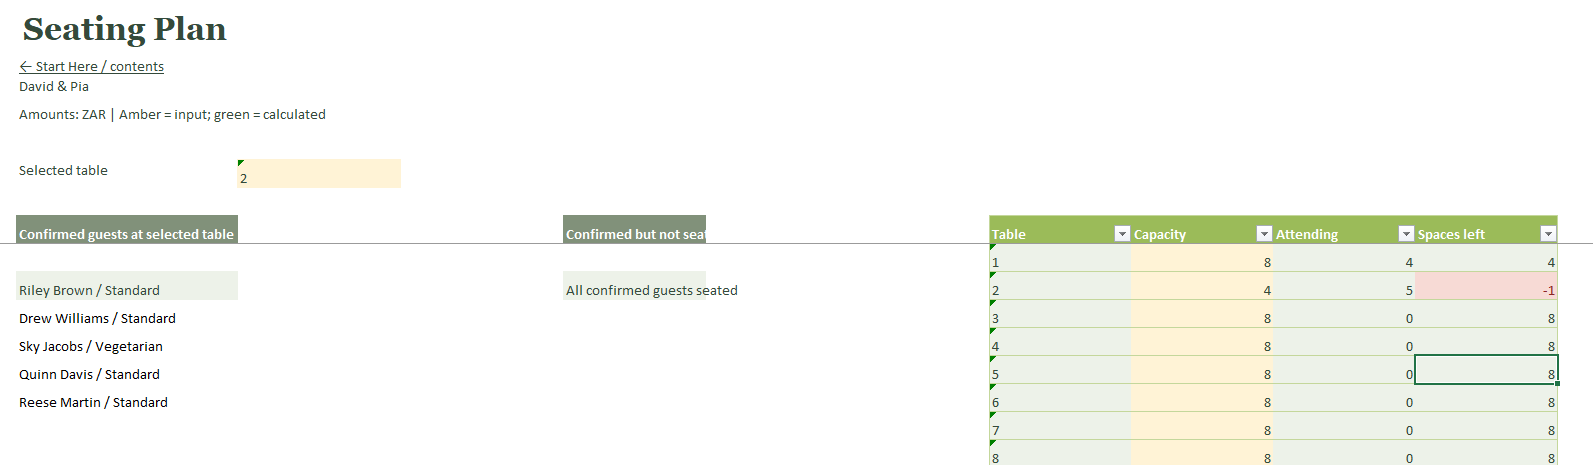 Seating Plan
← Start Here / contents
David & Pia
Amounts: ZAR | Amber = input; green = calculated
Selected table
2
Confirmed guests at selected table Confirmed but not seat Table Capacity Attending Spaces left
1 8 4 4
Riley Brown / Standard All confirmed guests seated 2 4 5 -1
Drew Williams / Standard 3 8 0 8
Sky Jacobs / Vegetarian 4 8 0 8
Quinn Davis / Standard 5 8 0 8
Reese Martin / Standard 6 8 0 8
7 8 0 8
8 8 0 8